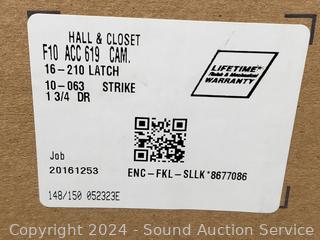 HALL & CLOSET
F10 ACC 619 CAM.
16-210 LATCH
10-063 STRIKE
1 3/4 DR
LIFETIME*
Finish & Mechanical
WARRANTY
Job
20161253
ENC-FKL-SLLK*8677086
148/150 052323E
Copyright 2024 - Sound Auction Service